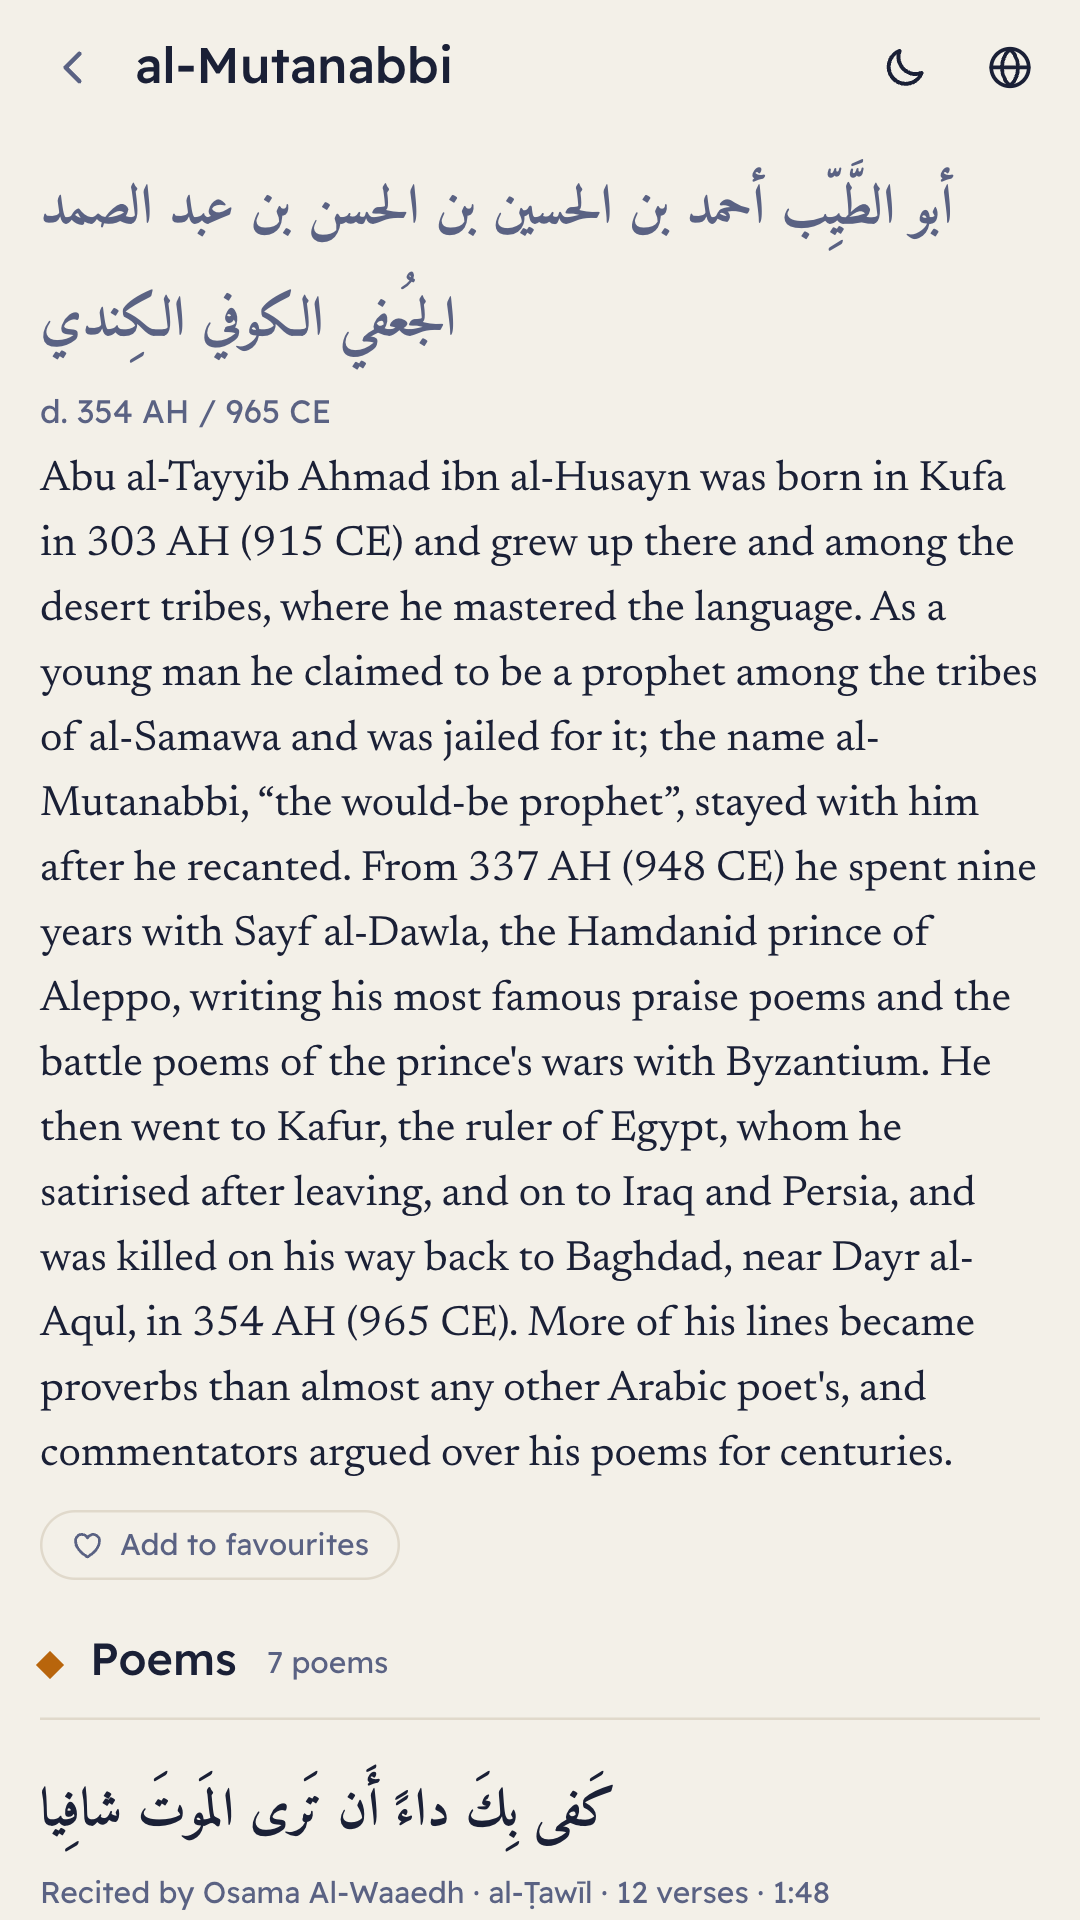 al-Mutanabbi
أبو الطَّيِّب أحمد بن الحسين بن الحسن بن عبد الصمد
الجُعفي الكوفي الكِندي
d. 354 AH / 965 CE
Abu al-Tayyib Ahmad ibn al-Husayn was born in Kufa
in 303 AH (915 CE) and grew up there and among the
desert tribes, where he mastered the language. As a
young man he claimed to be a prophet among the tribes
of al-Samawa and was jailed for it; the name al-
Mutanabbi, “the would-be prophet”, stayed with him
after he recanted. From 337 AH (948 CE) he spent nine
years with Sayf al-Dawla, the Hamdanid prince of
Aleppo, writing his most famous praise poems and the
battle poems of the prince's wars with Byzantium. He
then went to Kafur, the ruler of Egypt, whom he
satirised after leaving, and on to Iraq and Persia, and
was killed on his way back to Baghdad, near Dayr al-
Aqul, in 354 AH (965 CE). More of his lines became
proverbs than almost any other Arabic poet's, and
commentators argued over his poems for centuries.
Add to favourites
Poems 7 poems
كَفى بِكَ داءً أَن تَرى المَوتَ شافِيا
Recited by Osama Al-Waaedh · al-Ṭawīl · 12 verses · 1:48